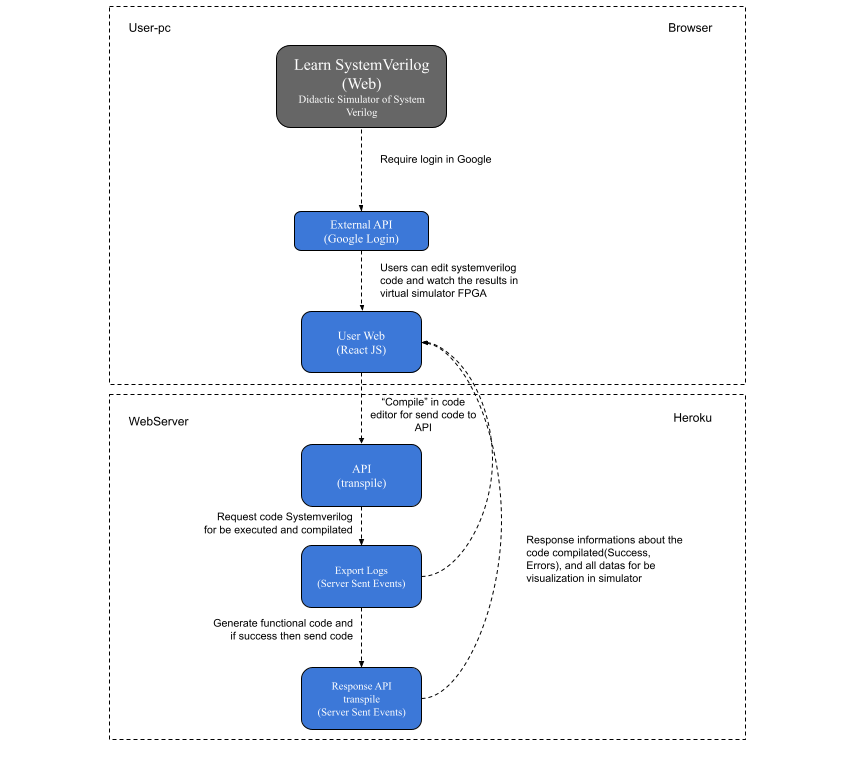 User-pc
Browser
Learn SystemVerilog
(Web)
Didactic Simulator of System
Verilog
Require login in Google
External API
(Google Login)
Users can edit systemverilog
code and watch the results in
virtual simulator FPGA
User Web
(React JS)
WebServer
Heroku
“Compile” in code
editor for send code to
API
API
(transpile)
Request code Systemverilog
for be executed and compilated
Export Logs
(Server Sent Events)
Response informations about the
code compilated(Success,
Errors), and all datas for be
visualization in simulator
Generate functional code and
if success then send code
Response API
transpile
(Server Sent Events)